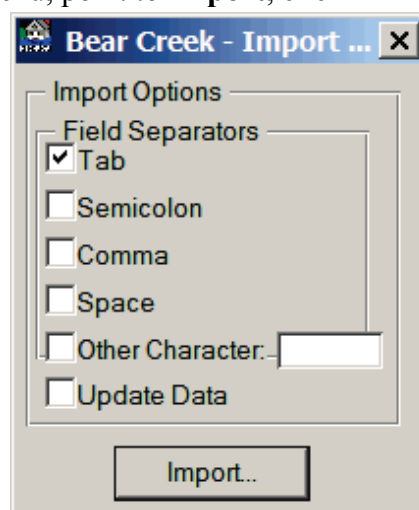 Bear Creek - Import ...
Import Options
Field Separators
Tab
Semicolon
Comma
Space
Other Character:
Update Data
Import...